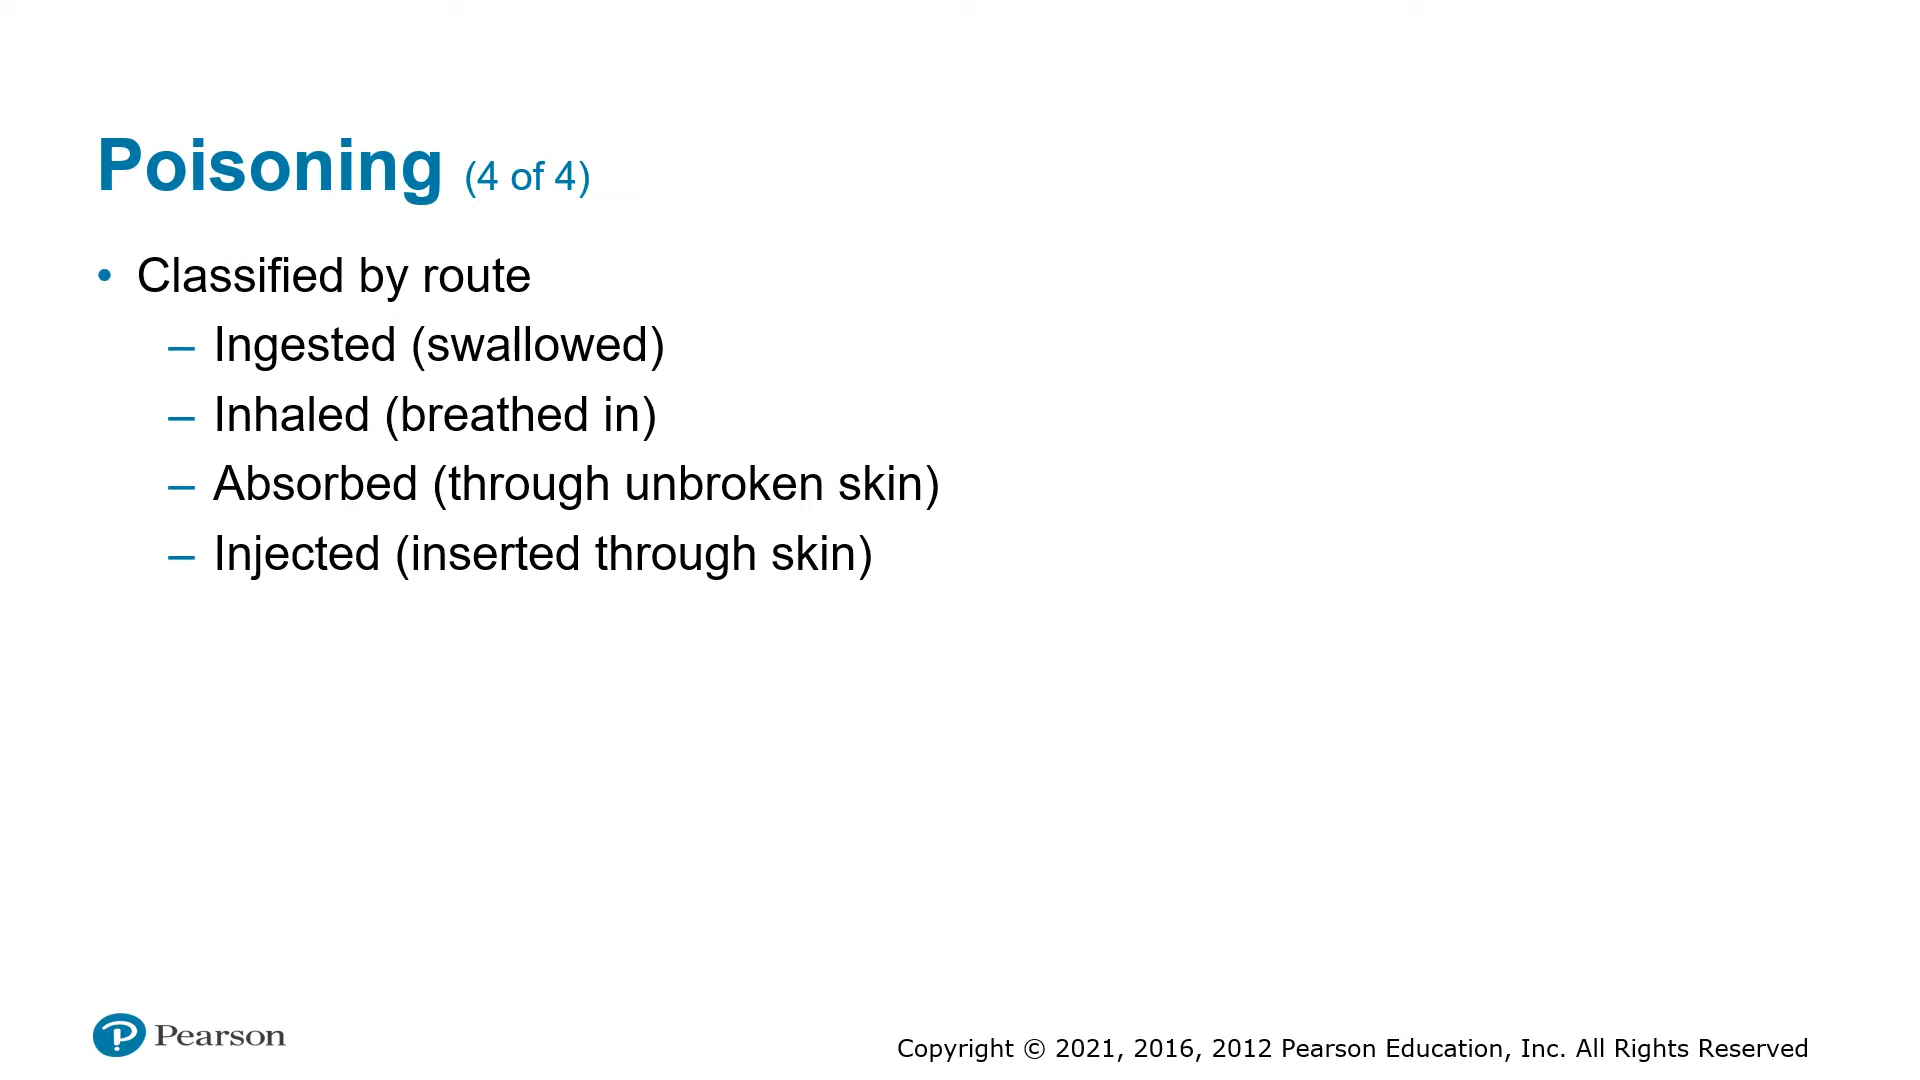 Poisoning (4 of 4)
• Classified by route
– Ingested (swallowed)
– Inhaled (breathed in)
– Absorbed (through unbroken skin)
– Injected (inserted through skin)
Pearson
Copyright © 2021, 2016, 2012 Pearson Education, Inc. All Rights Reserved